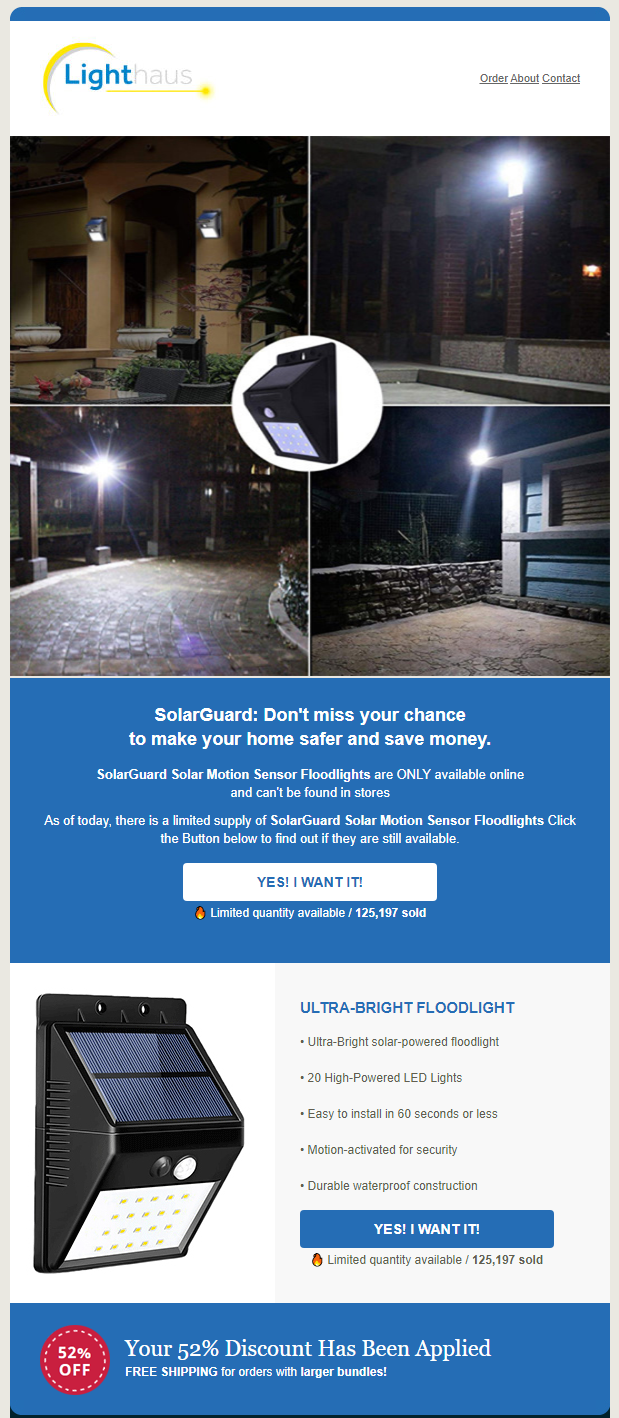 Lighthaus
Order About Contact
SolarGuard: Don't miss your chance
to make your home safer and save money.
SolarGuard Solar Motion Sensor Floodlights are ONLY available online
and can't be found in stores
As of today, there is a limited supply of SolarGuard Solar Motion Sensor Floodlights Click
the Button below to find out if they are still available.
YES! I WANT IT!
🔥 Limited quantity available / 125,197 sold
ULTRA-BRIGHT FLOODLIGHT
• Ultra-Bright solar-powered floodlight
• 20 High-Powered LED Lights
• Easy to install in 60 seconds or less
• Motion-activated for security
• Durable waterproof construction
YES! I WANT IT!
🔥 Limited quantity available / 125,197 sold
52%
OFF
Your 52% Discount Has Been Applied
FREE SHIPPING for orders with larger bundles!